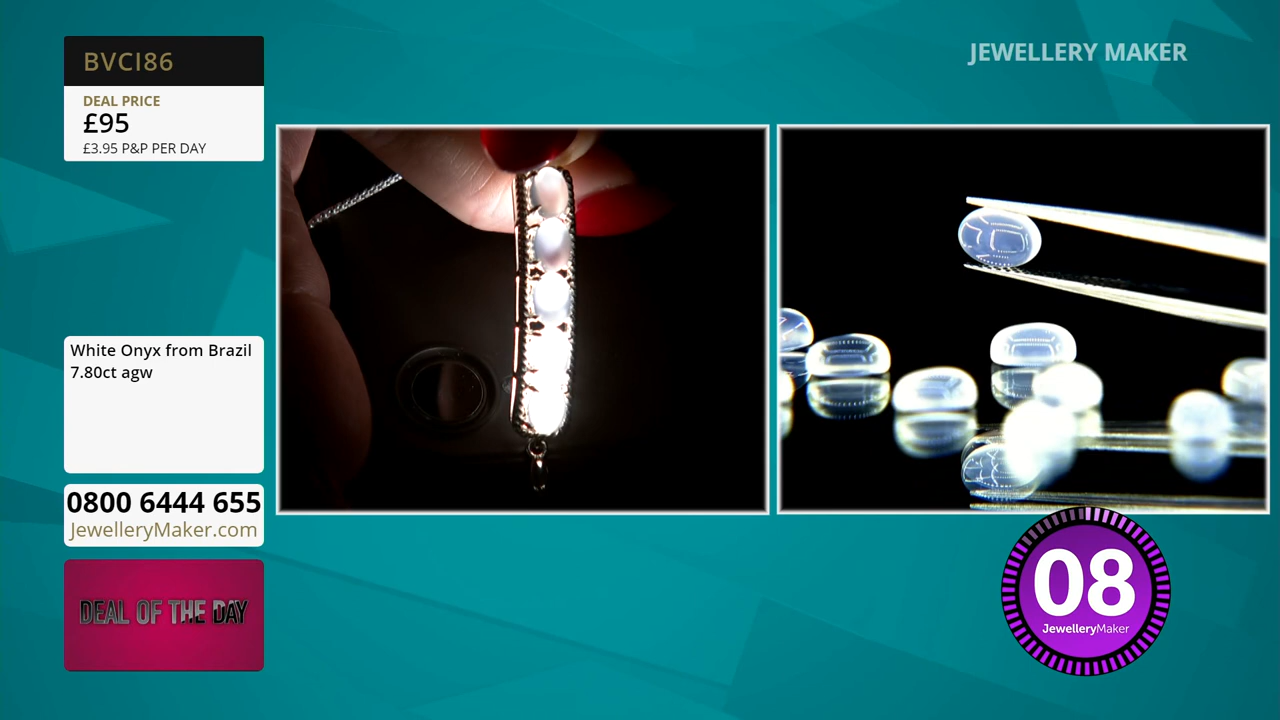 BVCI86
DEAL PRICE
£95
£3.95 P&P PER DAY
JEWELLERY MAKER
White Onyx from Brazil
7.80ct agw
0800 6444 655
JewelleryMaker.com
DEAL OF THE DAY
08
JewelleryMaker